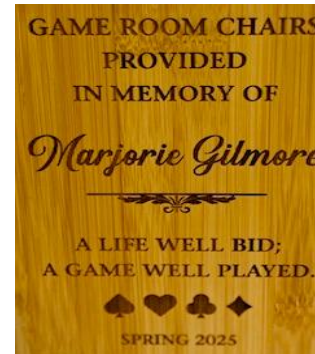 GAME ROOM CHAIRS
PROVIDED
IN MEMORY OF
Marjorie Gilmore
A LIFE WELL BID;
A GAME WELL PLAYED.
SPRING 2025